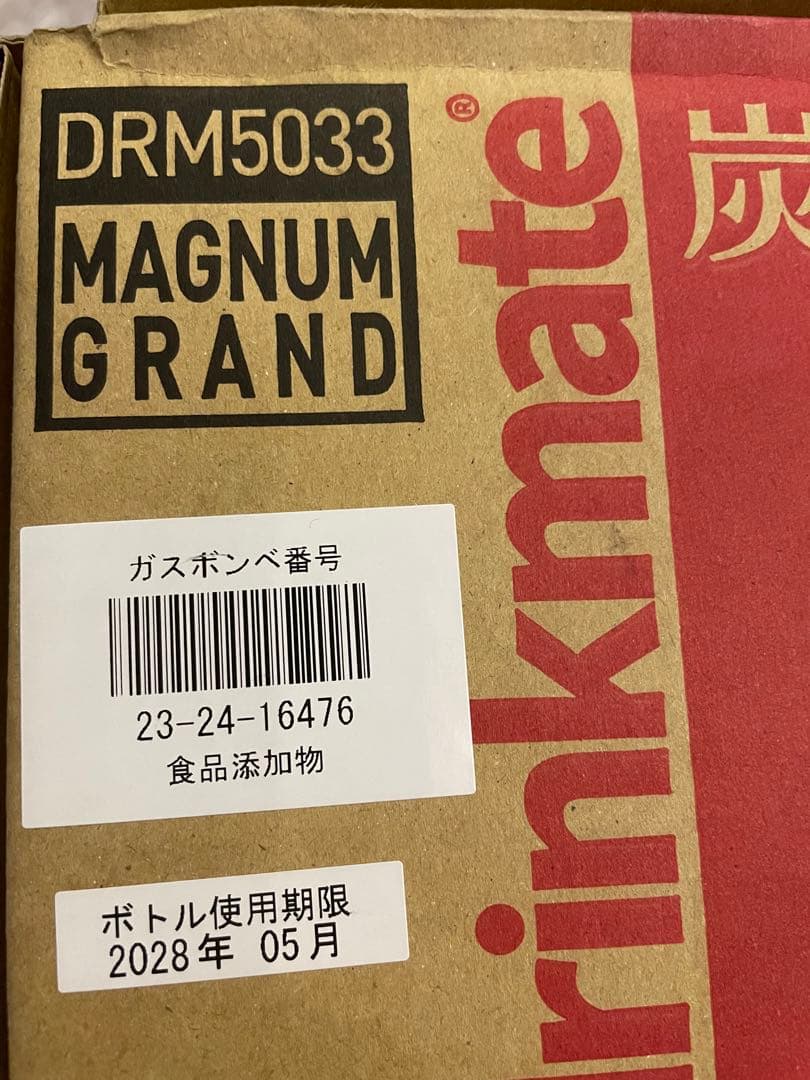 DRM5033
MAGNUM
GRAND
rinkmate®
炭
ガスボンベ番号
23-24-16476
食品添加物
ボトル使用期限
2028年 05月